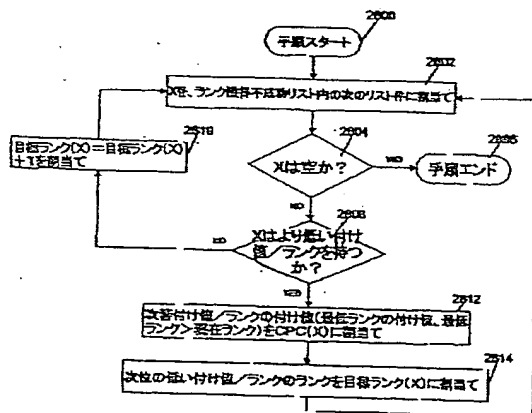 2600
手順スタート
2602
Xを、ランク獲得不成功リスト内の次のリスト件に割当て
2610
目標ランク(X)=目標ランク(X)
+1を割当て
2604
Xは空か?
YES
2606
手順エンド
NO
2608
Xはより低い付け
値/ランクを持つ
か?
NO
YES
2612
次善付け値/ランクの付け値(最低ランクの付け値、最低
ランク>現在ランク)をCPC(X)に割当て
2614
次位の低い付け値/ランクのランクを目標ランク(X)に割当て